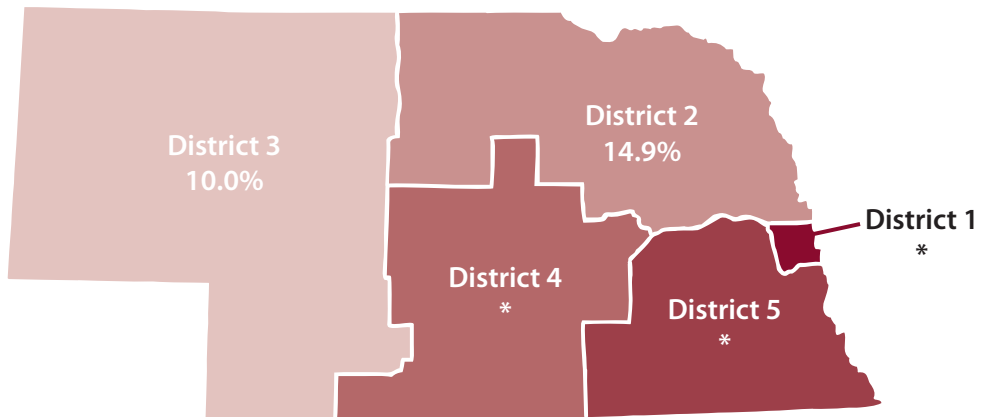 District 2
14.9%
District 3
10.0%
District 1
*
District 4
*
District 5
*